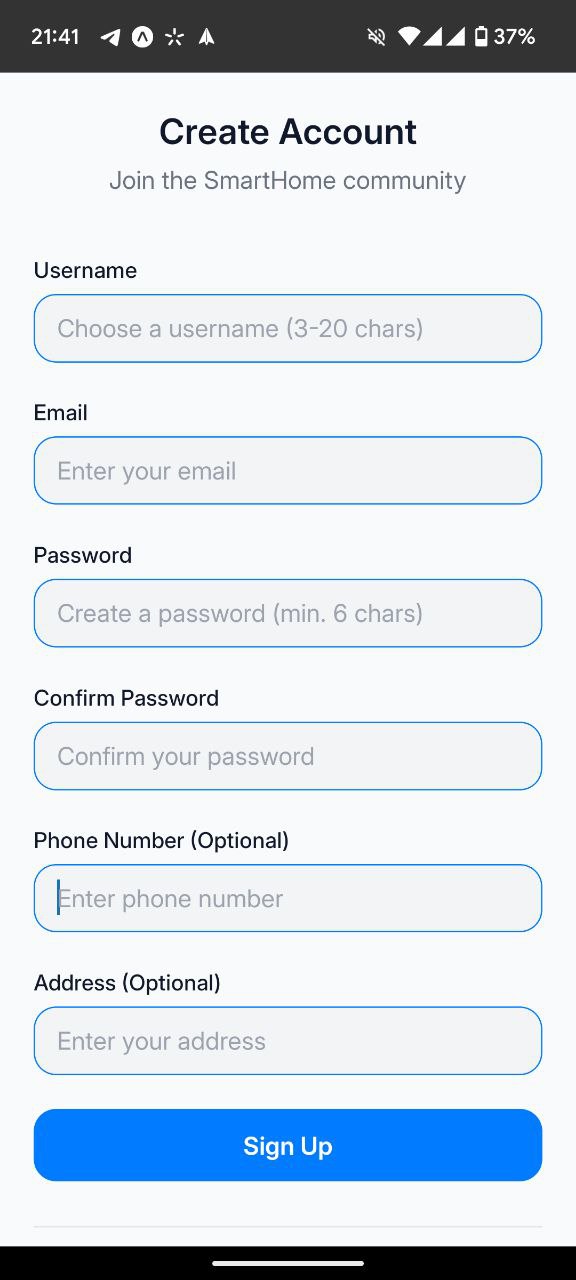 21:41 37%
Create Account
Join the SmartHome community
Username
Choose a username (3-20 chars)
Email
Enter your email
Password
Create a password (min. 6 chars)
Confirm Password
Confirm your password
Phone Number (Optional)
Enter phone number
Address (Optional)
Enter your address
Sign Up